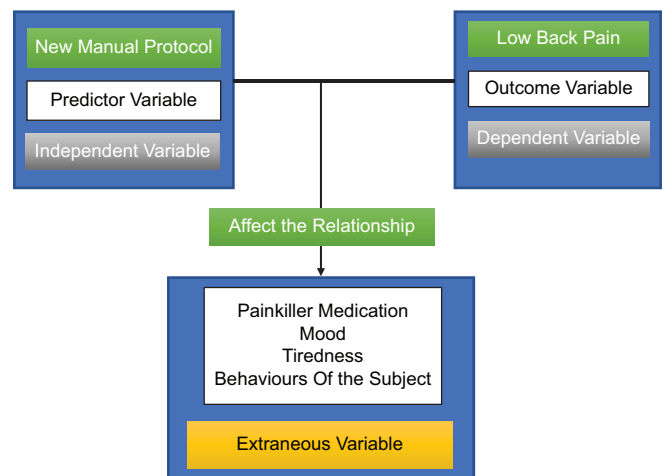 New Manual Protocol
Predictor Variable
Independent Variable
Low Back Pain
Outcome Variable
Dependent Variable
Affect the Relationship
Painkiller Medication
Mood
Tiredness
Behaviours Of the Subject
Extraneous Variable